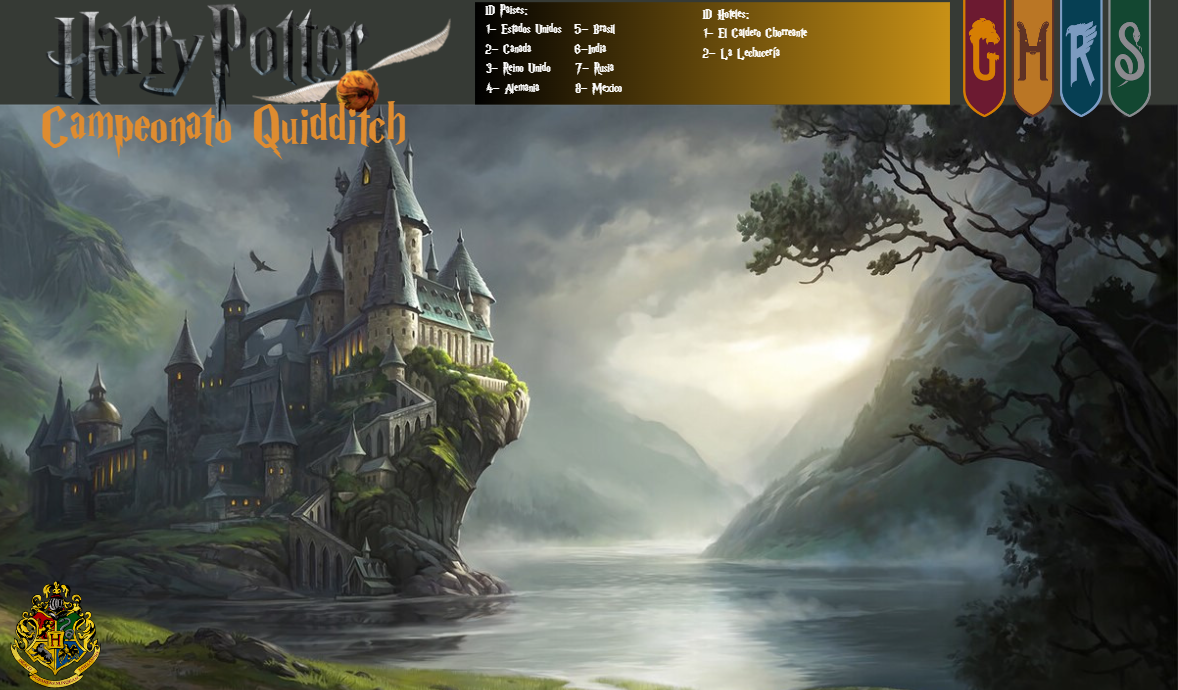 Harry Potter
Campeonato Quidditch
ID Paises:
1- Estados Unidos
2- Canada
3- Reino Unido
4- Alemania
5- Brasil
6-India
7- Rusia
8- Mexico
ID Hoteles:
1- El Caldero Chorreante
2- La Lechucería
G
H
R
S
H